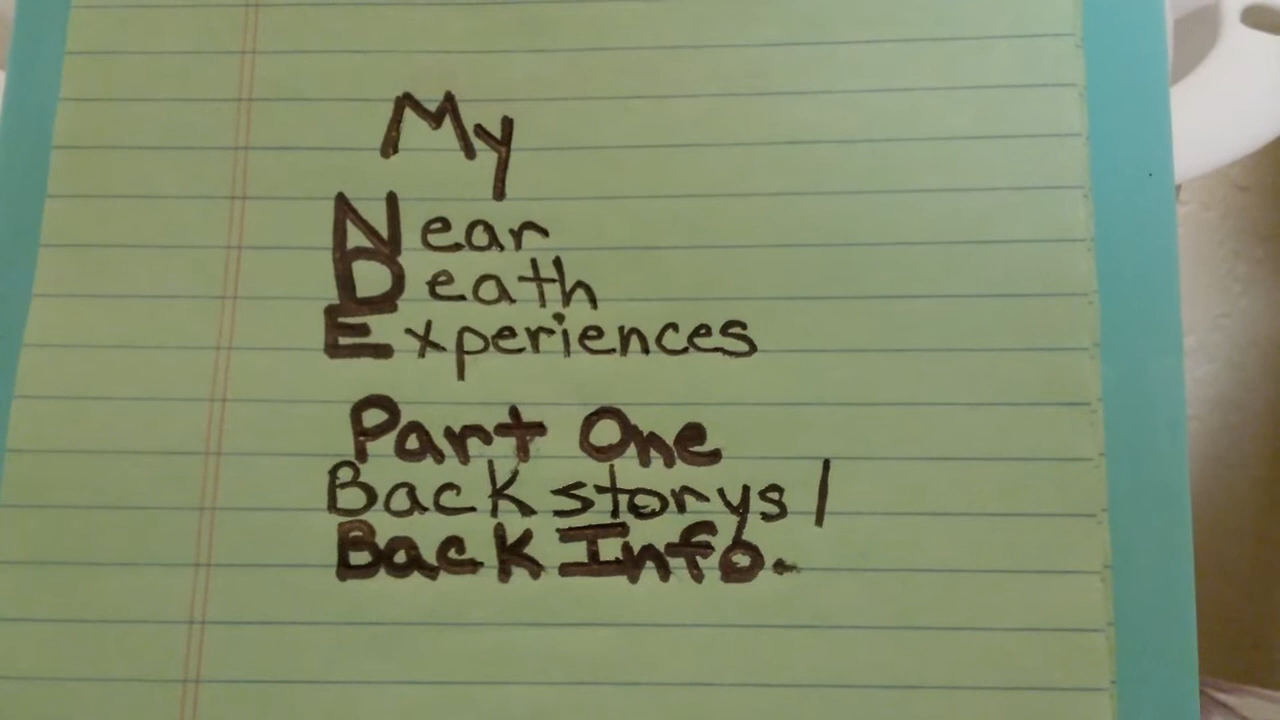 My
Near
Death
Experiences
Part One
Backstorys/
Back Info.